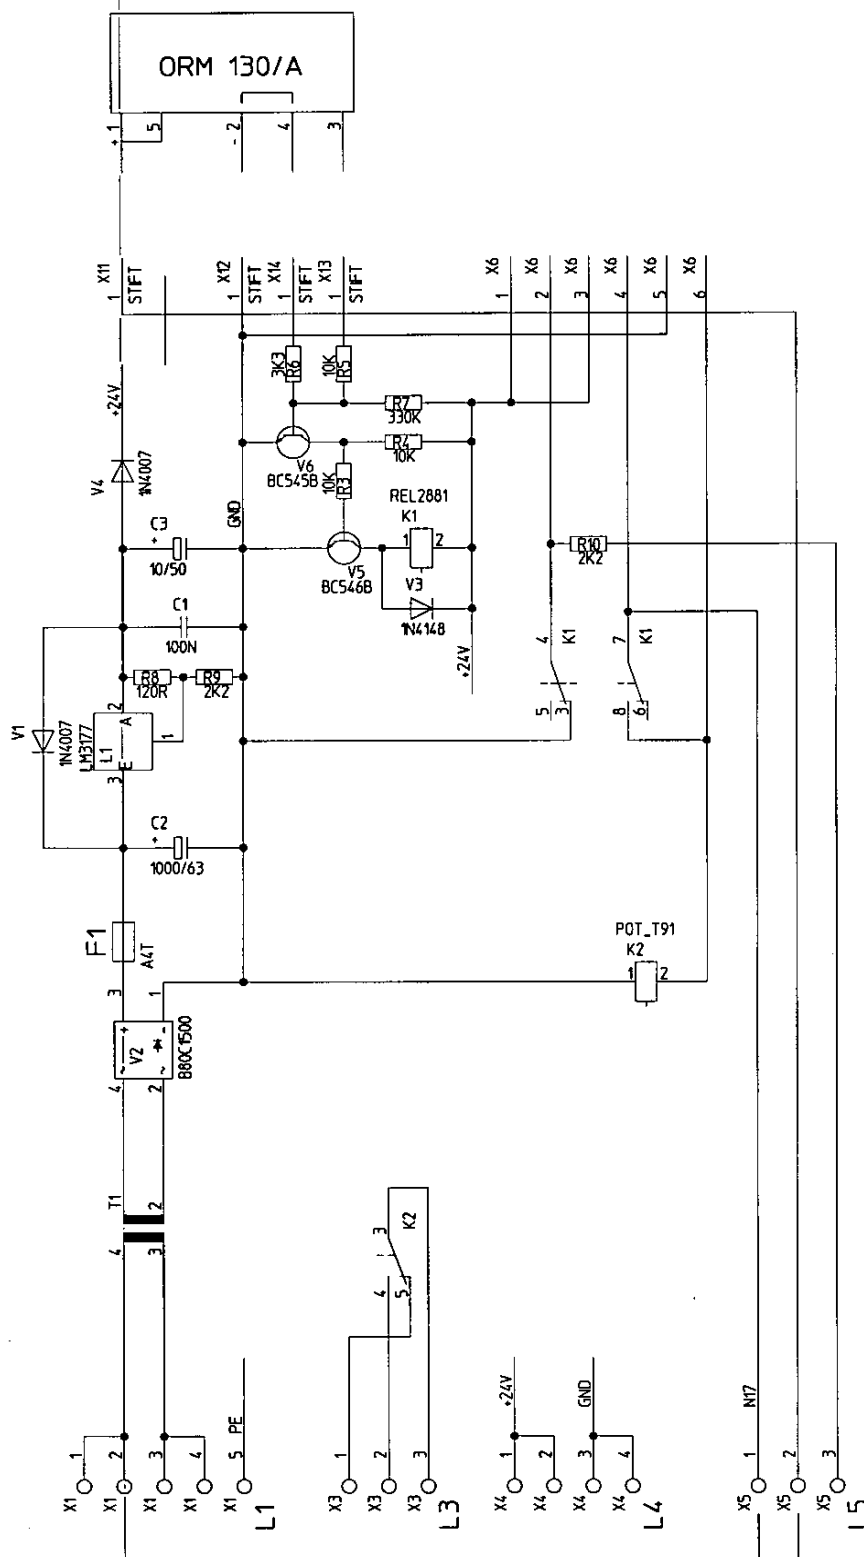 ORM 130/A
+ 1
5
- 2
4
3
X11
1
STIFT
X12
1
STIFT
X14
1
STIFT
X13
1
STIFT
X6
1
X6
2
X6
3
X6
4
X6
5
X6
6
+24V
3K3
R6
10K
R5
R7
330K
V4
1N4007
V6
BC545B
R4
10K
10K
R3
GND
C3
+
10/50
REL2881
K1
1
2
V5
BC546B
V3
1N4148
R10
2K2
C1
100N
+24V
4
K1
7
K1
R8
120R
R9
2K2
5
3
8
6
V1
1N4007
LM3177
L1
2
A
1
E
3
C2
+
1000/63
F1
A4T
POT_T91
K2
1
2
3
1
+
-
V2
~
~
B80C1500
4
2
T1
2
4
3
3
K2
4
5
PE
+24V
GND
N17
X1
1
X1
2
X1
3
X1
4
X1
5
L1
X3
1
X3
2
X3
3
L3
X4
1
X4
2
X4
3
X4
4
L4
X5
1
X5
2
X5
3
L5